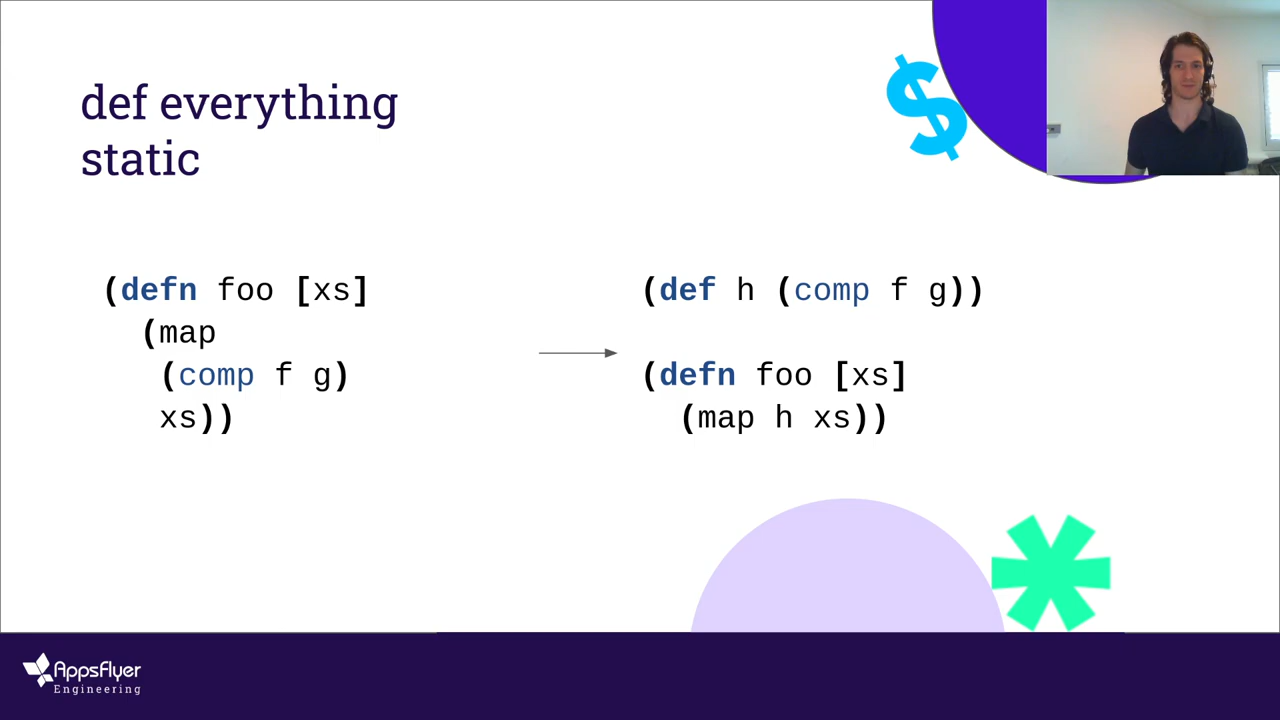 def everything
static
(defn foo [xs]
(map
(comp f g)
xs))
(def h (comp f g))
(defn foo [xs]
(map h xs))
AppsFlyer
Engineering